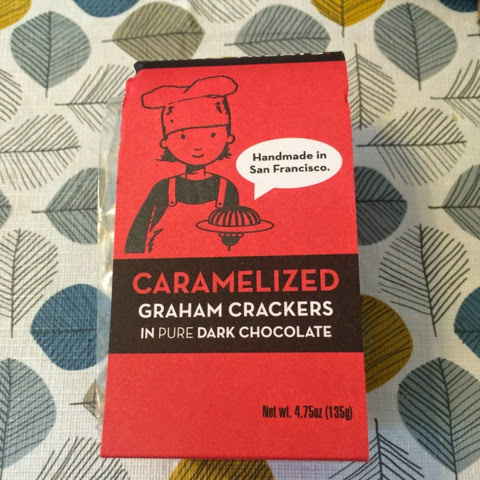 Handmade in
San Francisco.
CARAMELIZED
GRAHAM CRACKERS
IN PURE DARK CHOCOLATE
Net wt. 4.75oz (135g)